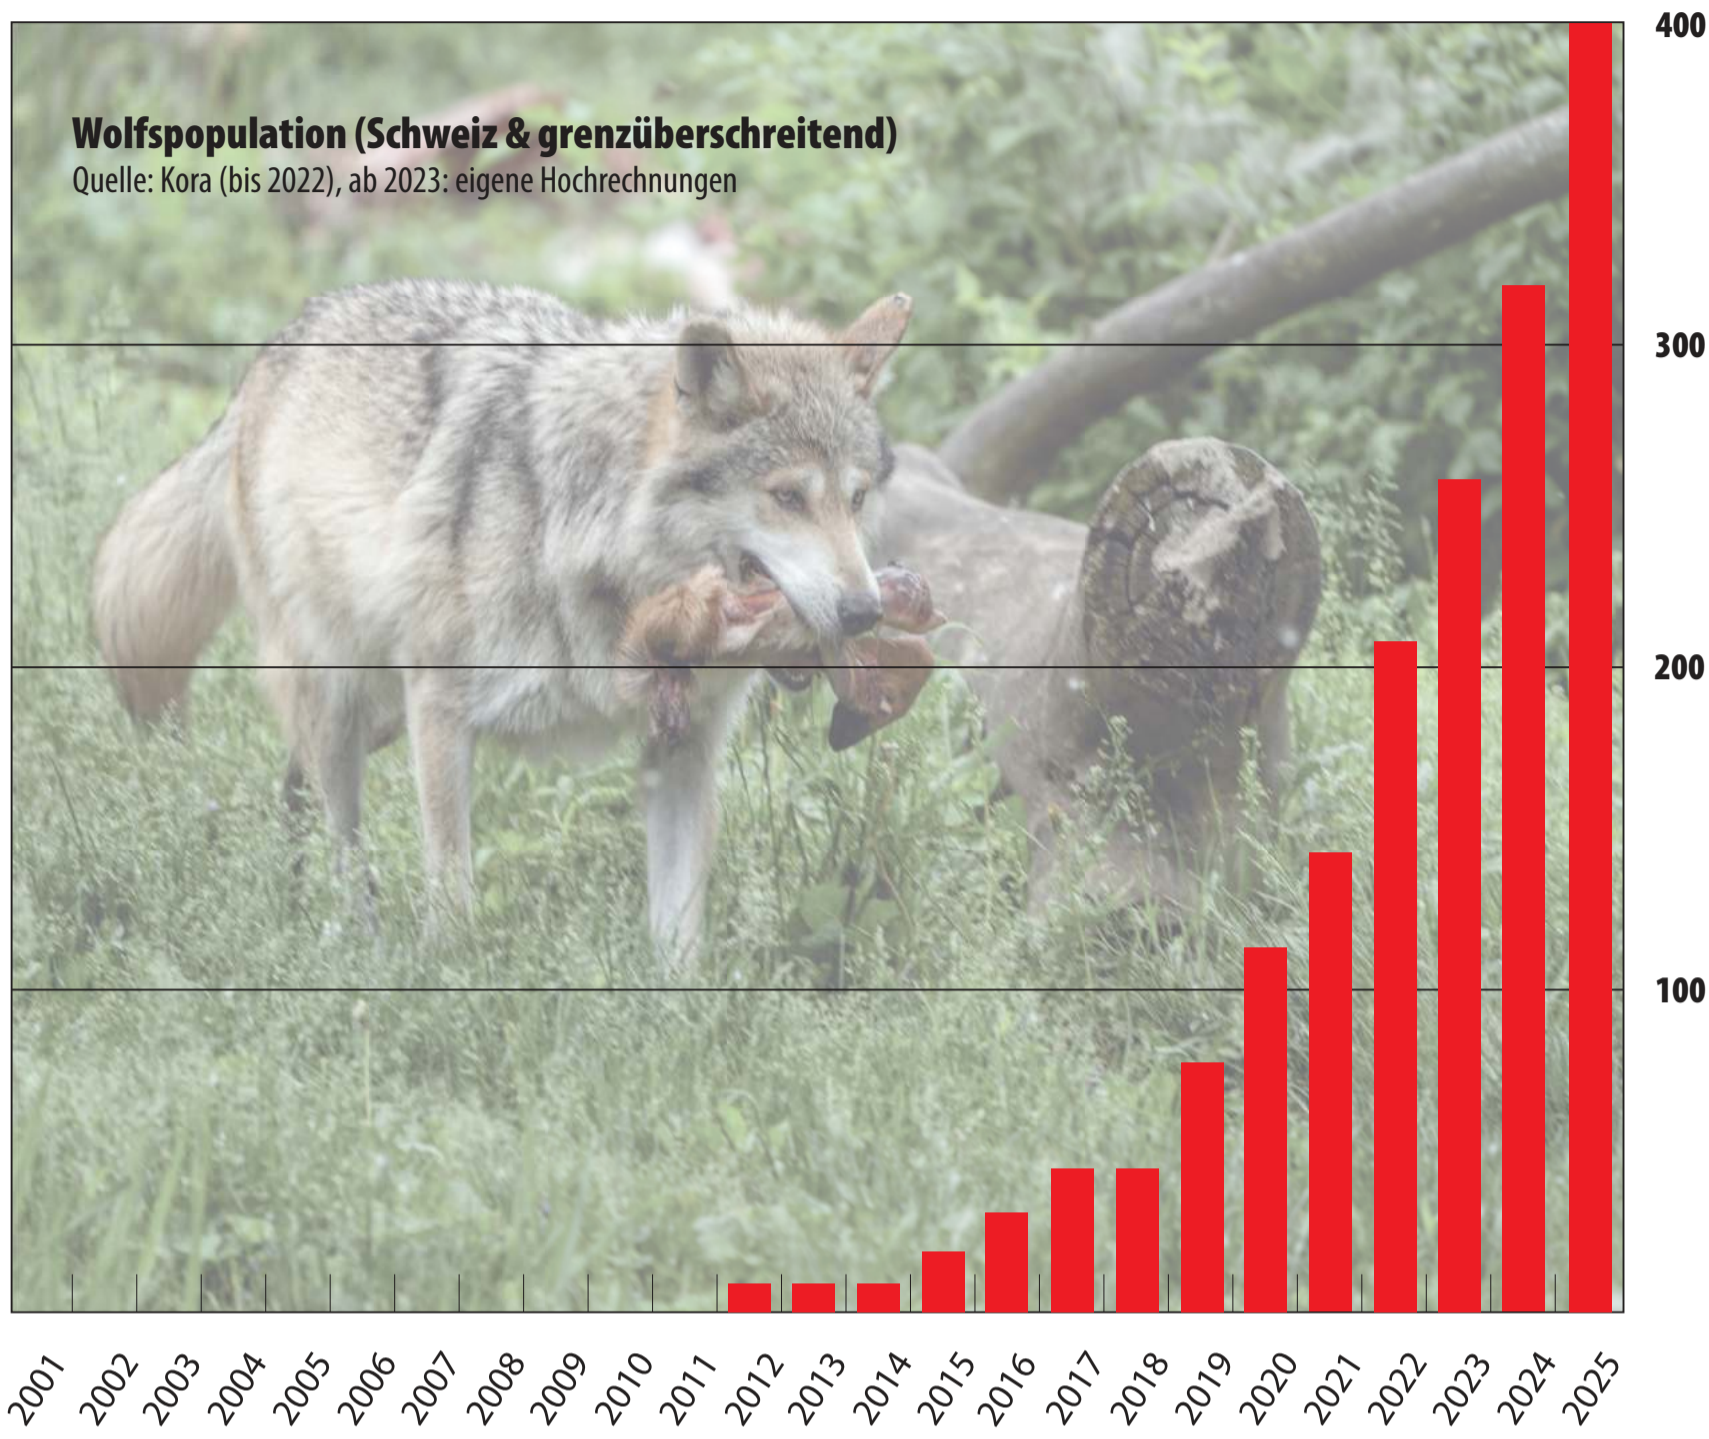 400
Wolfspopulation (Schweiz & grenzüberschreitend)
Quelle: Kora (bis 2022), ab 2023: eigene Hochrechnungen
300
200
100
2001 2002 2003 2004 2005 2006 2007 2008 2009 2010 2011 2012 2013 2014 2015 2016 2017 2018 2019 2020 2021 2022 2023 2024 2025